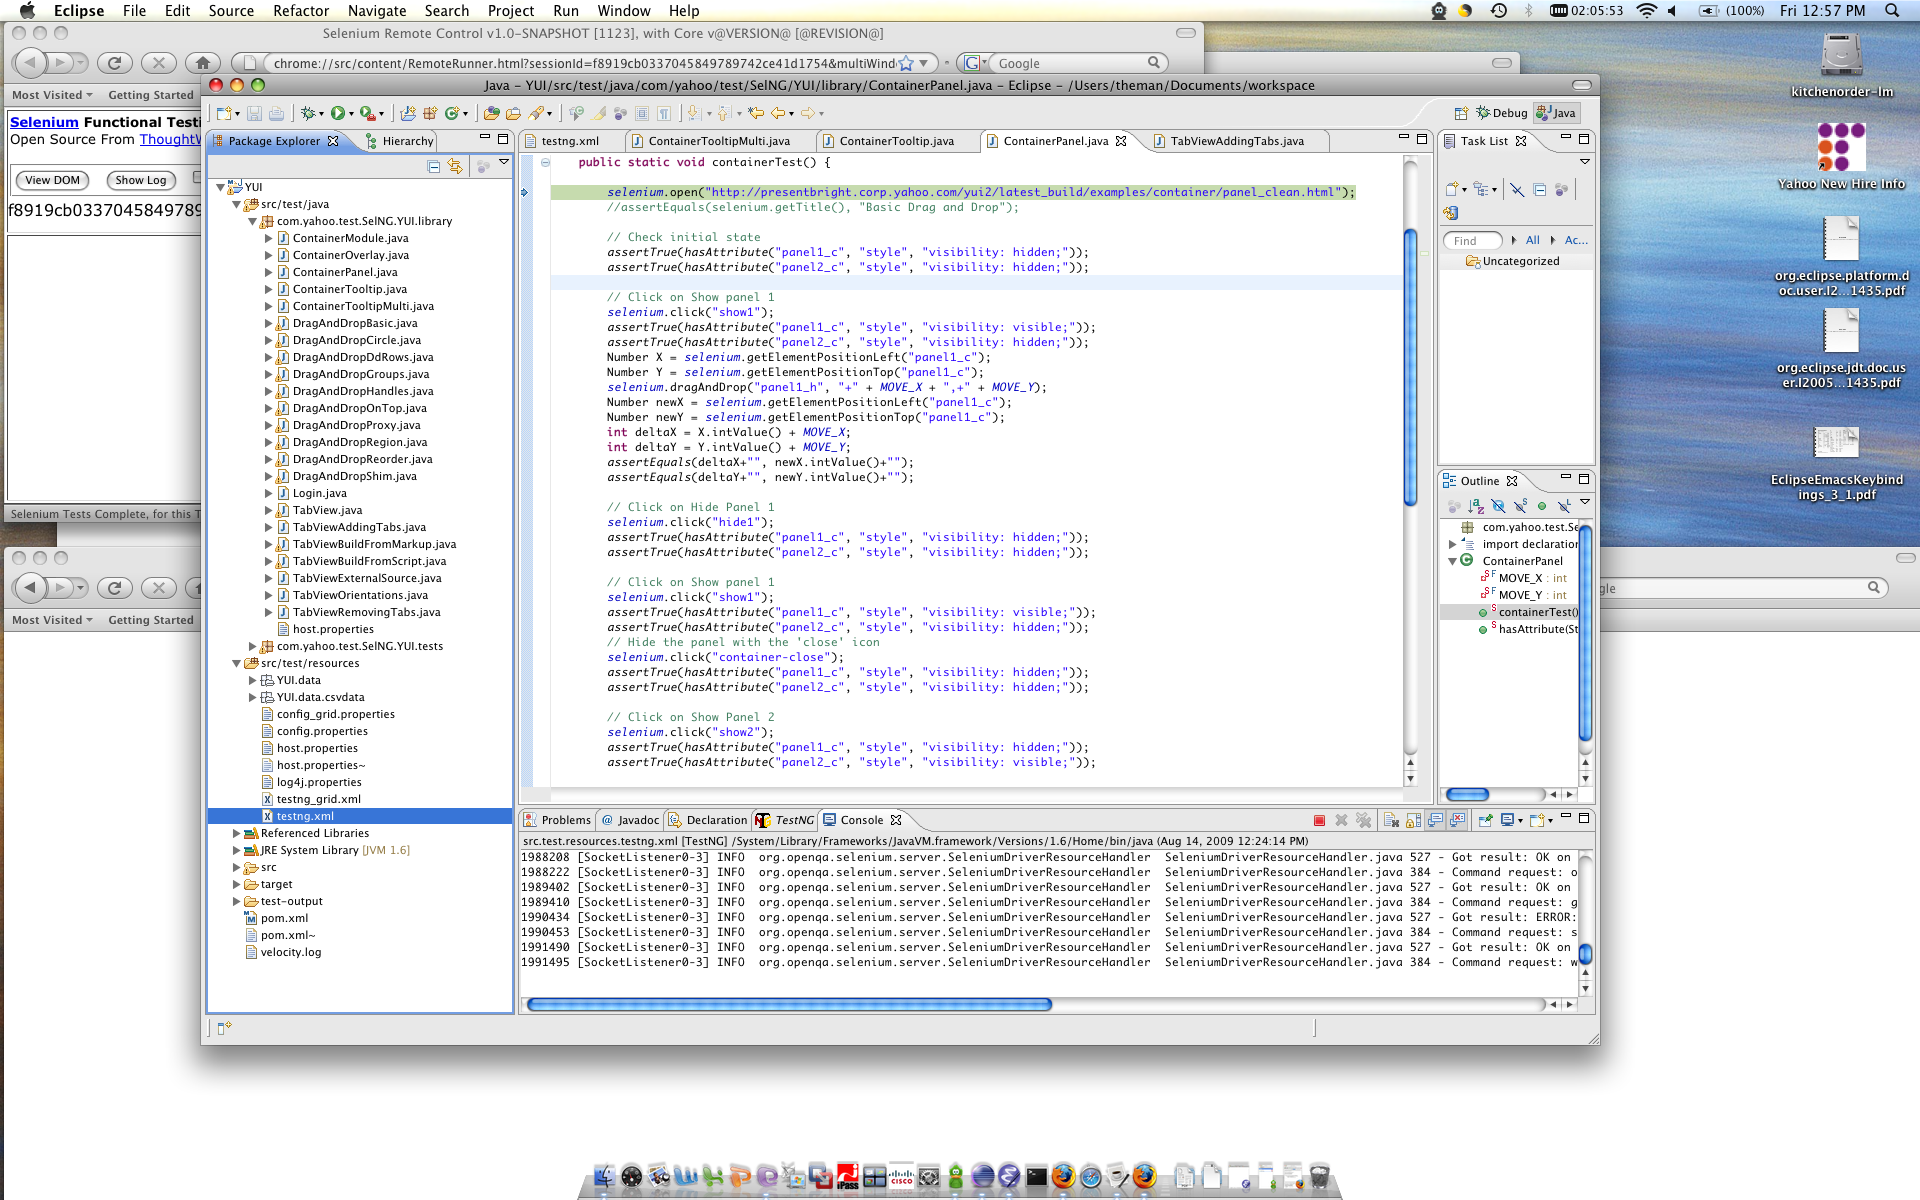 Eclipse File Edit Source Refactor Navigate Search Project Run Window Help
02:05:53 (100%) Fri 12:57 PM
Selenium Remote Control v1.0-SNAPSHOT [1123], with Core v@VERSION@ [@REVISION@]
chrome://src/content/RemoteRunner.html?sessionId=f8919cb0337045849789742ce41d1754&multiWind
Google
Most Visited Getting Started
Selenium Functional Testi
Open Source From ThoughtW
View DOM Show Log
f8919cb03370458497897
Selenium Tests Complete, for this T
Most Visited Getting Started
gle
Java – YUI/src/test/java/com/yahoo/test/SelNG/YUI/library/ContainerPanel.java – Eclipse – /Users/theman/Documents/workspace
Debug Java
Package Explorer Hierarchy
YUI
src/test/java
com.yahoo.test.SelNG.YUI.library
ContainerModule.java
ContainerOverlay.java
ContainerPanel.java
ContainerTooltip.java
ContainerTooltipMulti.java
DragAndDropBasic.java
DragAndDropCircle.java
DragAndDropDdRows.java
DragAndDropGroups.java
DragAndDropHandles.java
DragAndDropOnTop.java
DragAndDropProxy.java
DragAndDropRegion.java
DragAndDropReorder.java
DragAndDropShim.java
Login.java
TabView.java
TabViewAddingTabs.java
TabViewBuildFromMarkup.java
TabViewBuildFromScript.java
TabViewExternalSource.java
TabViewOrientations.java
TabViewRemovingTabs.java
host.properties
com.yahoo.test.SelNG.YUI.tests
src/test/resources
YUI.data
YUI.data.csvdata
config_grid.properties
config.properties
host.properties
host.properties~
log4j.properties
testng_grid.xml
testng.xml
Referenced Libraries
JRE System Library [JVM 1.6]
src
target
test-output
pom.xml
pom.xml~
velocity.log
testng.xml ContainerTooltipMulti.java ContainerTooltip.java ContainerPanel.java TabViewAddingTabs.java
public static void containerTest() {
selenium.open("http://presentbright.corp.yahoo.com/yui2/latest_build/examples/container/panel_clean.html");
//assertEquals(selenium.getTitle(), "Basic Drag and Drop");
// Check initial state
assertTrue(hasAttribute("panel1_c", "style", "visibility: hidden;"));
assertTrue(hasAttribute("panel2_c", "style", "visibility: hidden;"));
// Click on Show panel 1
selenium.click("show1");
assertTrue(hasAttribute("panel1_c", "style", "visibility: visible;"));
assertTrue(hasAttribute("panel2_c", "style", "visibility: hidden;"));
Number X = selenium.getElementPositionLeft("panel1_c");
Number Y = selenium.getElementPositionTop("panel1_c");
selenium.dragAndDrop("panel1_h", "+" + MOVE_X + ",+" + MOVE_Y);
Number newX = selenium.getElementPositionLeft("panel1_c");
Number newY = selenium.getElementPositionTop("panel1_c");
int deltaX = X.intValue() + MOVE_X;
int deltaY = Y.intValue() + MOVE_Y;
assertEquals(deltaX+"", newX.intValue()+"");
assertEquals(deltaY+"", newY.intValue()+"");
// Click on Hide Panel 1
selenium.click("hide1");
assertTrue(hasAttribute("panel1_c", "style", "visibility: hidden;"));
assertTrue(hasAttribute("panel2_c", "style", "visibility: hidden;"));
// Click on Show panel 1
selenium.click("show1");
assertTrue(hasAttribute("panel1_c", "style", "visibility: visible;"));
assertTrue(hasAttribute("panel2_c", "style", "visibility: hidden;"));
// Hide the panel with the 'close' icon
selenium.click("container-close");
assertTrue(hasAttribute("panel1_c", "style", "visibility: hidden;"));
assertTrue(hasAttribute("panel2_c", "style", "visibility: hidden;"));
// Click on Show Panel 2
selenium.click("show2");
assertTrue(hasAttribute("panel1_c", "style", "visibility: hidden;"));
assertTrue(hasAttribute("panel2_c", "style", "visibility: visible;"));
Task List
Find All Ac...
Uncategorized
Outline
com.yahoo.test.Se
import declaration
ContainerPanel
MOVE_X : int
MOVE_Y : int
containerTest()
hasAttribute(St
Problems Javadoc Declaration TestNG Console
src.test.resources.testng.xml [TestNG] /System/Library/Frameworks/JavaVM.framework/Versions/1.6/Home/bin/java (Aug 14, 2009 12:24:14 PM)
1988208 [SocketListener0-3] INFO org.openqa.selenium.server.SeleniumDriverResourceHandler SeleniumDriverResourceHandler.java 527 - Got result: OK on
1988222 [SocketListener0-3] INFO org.openqa.selenium.server.SeleniumDriverResourceHandler SeleniumDriverResourceHandler.java 384 - Command request: o
1989402 [SocketListener0-3] INFO org.openqa.selenium.server.SeleniumDriverResourceHandler SeleniumDriverResourceHandler.java 527 - Got result: OK on
1989410 [SocketListener0-3] INFO org.openqa.selenium.server.SeleniumDriverResourceHandler SeleniumDriverResourceHandler.java 384 - Command request: g
1990434 [SocketListener0-3] INFO org.openqa.selenium.server.SeleniumDriverResourceHandler SeleniumDriverResourceHandler.java 527 - Got result: ERROR:
1990453 [SocketListener0-3] INFO org.openqa.selenium.server.SeleniumDriverResourceHandler SeleniumDriverResourceHandler.java 384 - Command request: s
1991490 [SocketListener0-3] INFO org.openqa.selenium.server.SeleniumDriverResourceHandler SeleniumDriverResourceHandler.java 527 - Got result: OK on
1991495 [SocketListener0-3] INFO org.openqa.selenium.server.SeleniumDriverResourceHandler SeleniumDriverResourceHandler.java 384 - Command request: w
kitchenorder-lm
Yahoo New Hire Info
org.eclipse.platform.d
oc.user.I2...1435.pdf
org.eclipse.jdt.doc.us
er.I2005...1435.pdf
EclipseEmacsKeybind
ings_3_1.pdf
iPass
cisco